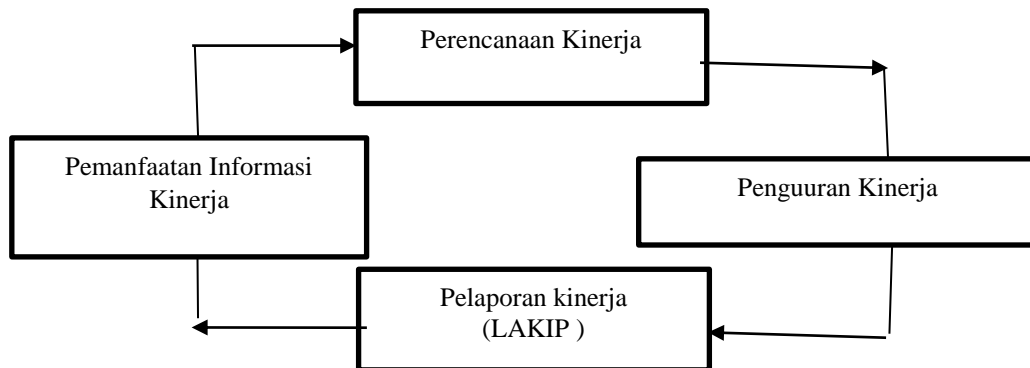 Perencanaan Kinerja
Pemanfaatan Informasi
Kinerja
Penguuran Kinerja
Pelaporan kinerja
(LAKIP )